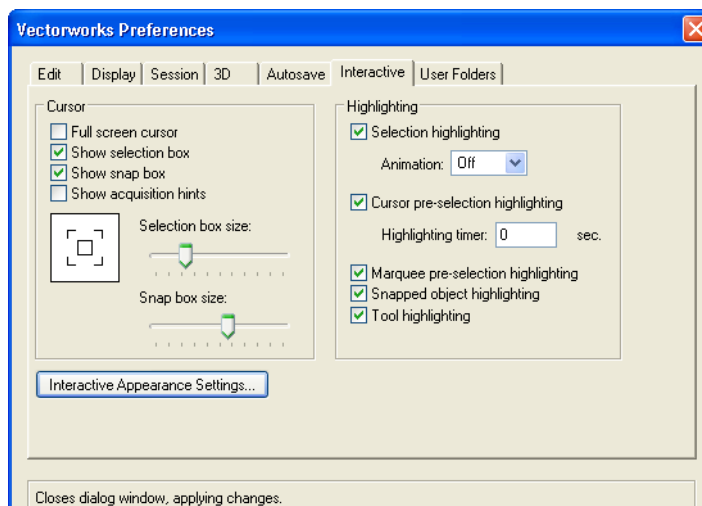 Vectorworks Preferences
Edit Display Session 3D Autosave Interactive User Folders
Cursor
Full screen cursor
Show selection box
Show snap box
Show acquisition hints
Selection box size:
Snap box size:
Highlighting
Selection highlighting
Animation: Off
Cursor pre-selection highlighting
Highlighting timer: 0 sec.
Marquee pre-selection highlighting
Snapped object highlighting
Tool highlighting
Interactive Appearance Settings...
Closes dialog window, applying changes.